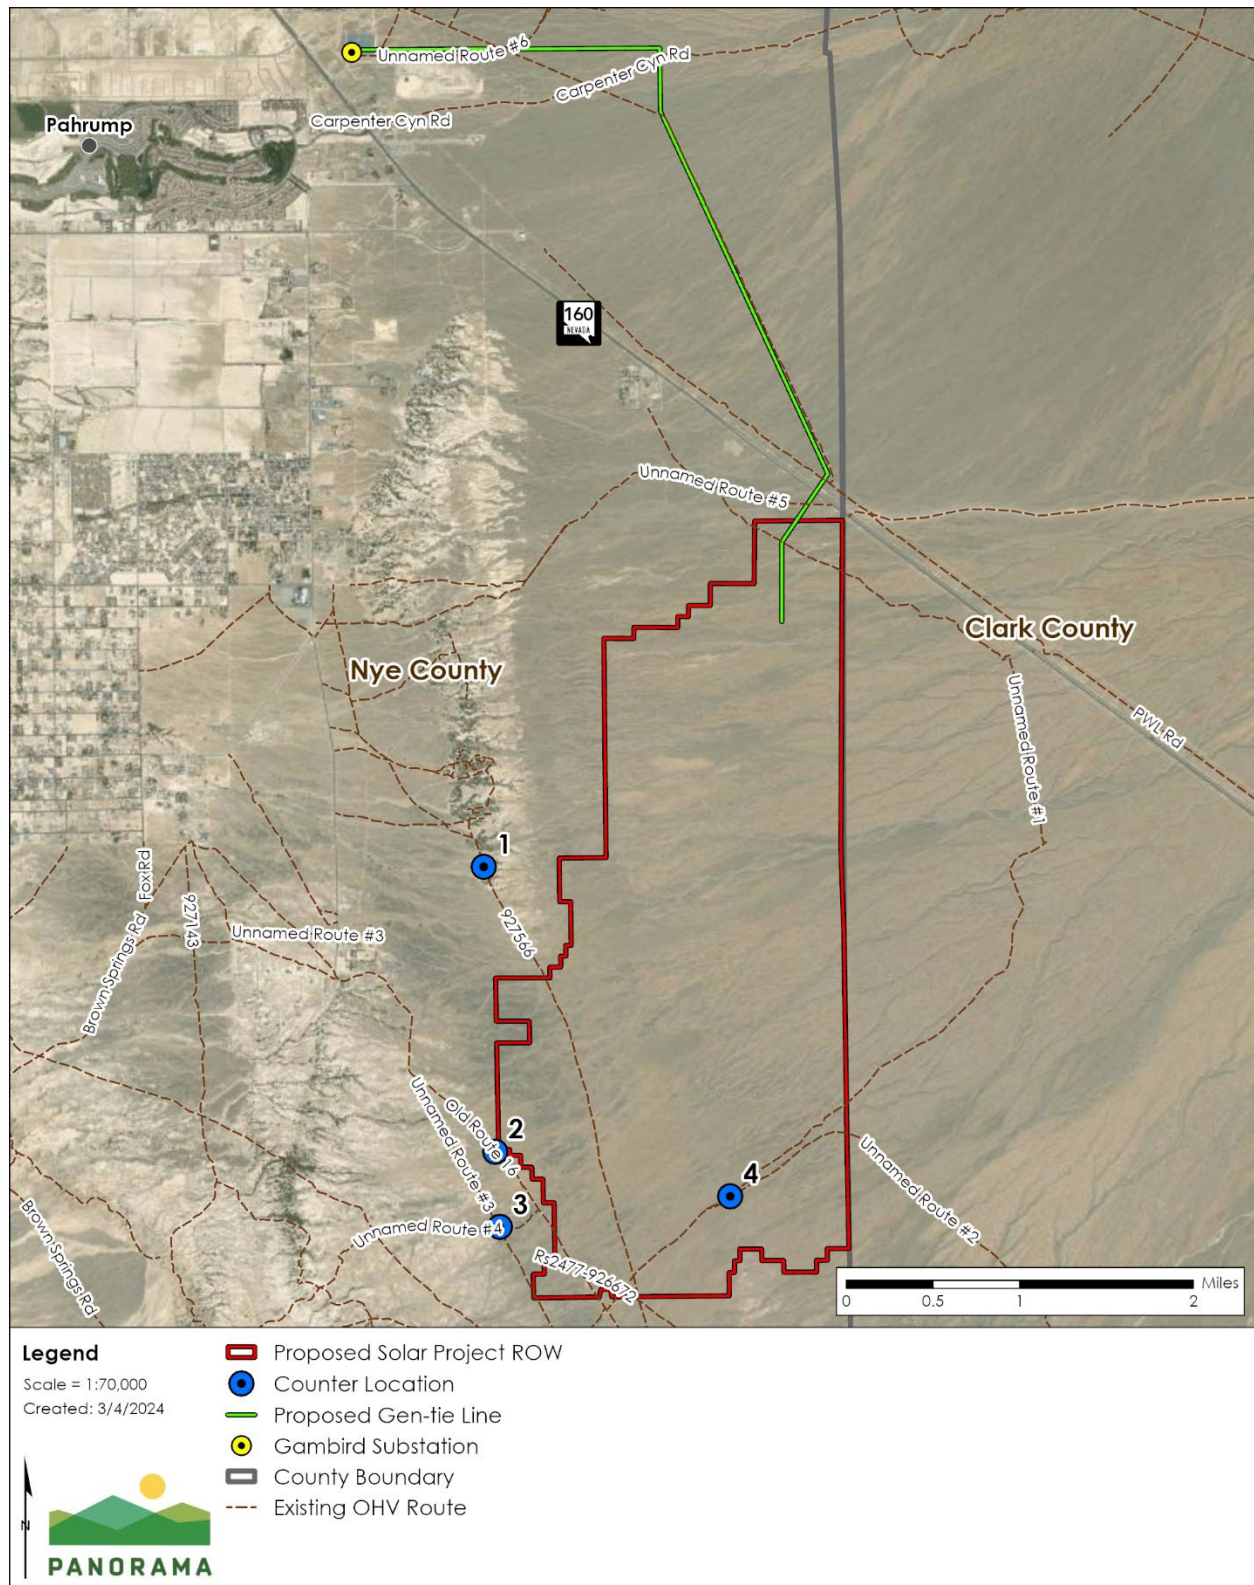 Unnamed Route #6
Carpenter Cyn Rd
Carpenter Cyn Rd
Pahrump
160
NEVADA
Unnamed Route #5
Clark County
Nye County
Unnamed Route #1
PWL Rd
1
927566
Fox Rd
927143
Unnamed Route #3
Brown Springs Rd
Unnamed Route #3
Old Route 16
2
3
4
Unnamed Route #4
Unnamed Route #2
Brown Springs Rd
Rs2477-926672
Miles
0 0.5 1 2
Legend
Scale = 1:70,000
Created: 3/4/2024
Proposed Solar Project ROW
Counter Location
Proposed Gen-tie Line
Gambird Substation
County Boundary
Existing OHV Route
N
PANORAMA